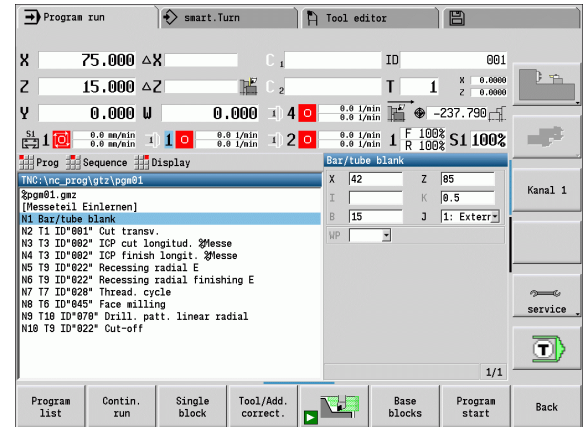 Program run smart.Turn Tool editor
X 75.000 ΔX C 1 ID 001
Z 15.000 ΔZ C 2 T 1 X 0.0000 Z 0.0000
Y 0.000 U 0.000 4 0 0.0 1/min 0.0 1/min -237.790
S1 1 0.0 mm/min 0.0 mm/min 1 0 0.0 1/min 0.0 1/min 2 0 0.0 1/min 0.0 1/min 1 F 100% R 100% S1 100%
Prog Sequence Display
TNC:\nc_prog\gtz\pgm01
%pgm01.gmz
[Messeteil Einlernen]
N1 Bar/tube blank
N2 T1 ID"001" Cut transv.
N3 T3 ID"002" ICP cut longitud. %Messe
N4 T3 ID"002" ICP finish longit. %Messe
N5 T9 ID"022" Recessing radial E
N6 T9 ID"022" Recessing radial finishing E
N7 T7 ID"028" Thread. cycle
N8 T6 ID"045" Face milling
N9 T10 ID"070" Drill. patt. linear radial
N10 T9 ID"022" Cut-off
Bar/tube blank
X 42 Z 85
I K 0.5
B 15 J 1: Extern
WP
1/1
Kanal 1
service
T
Program list
Contin. run
Single block
Tool/Add. correct.
Base blocks
Program start
Back